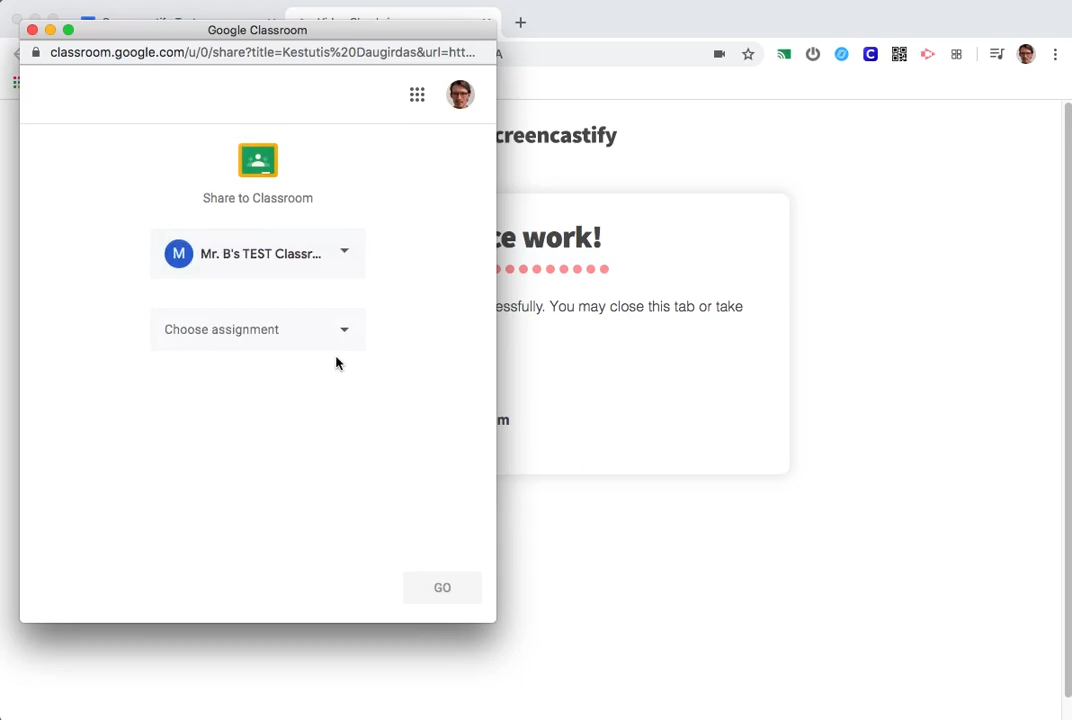 Google Classroom
classroom.google.com/u/0/share?title=Kestutis%20Daugirdas&url=htt...
Share to Classroom
M Mr. B's TEST Classr...
Choose assignment
GO
creencastify
ce work!
essfully. You may close this tab or take
m